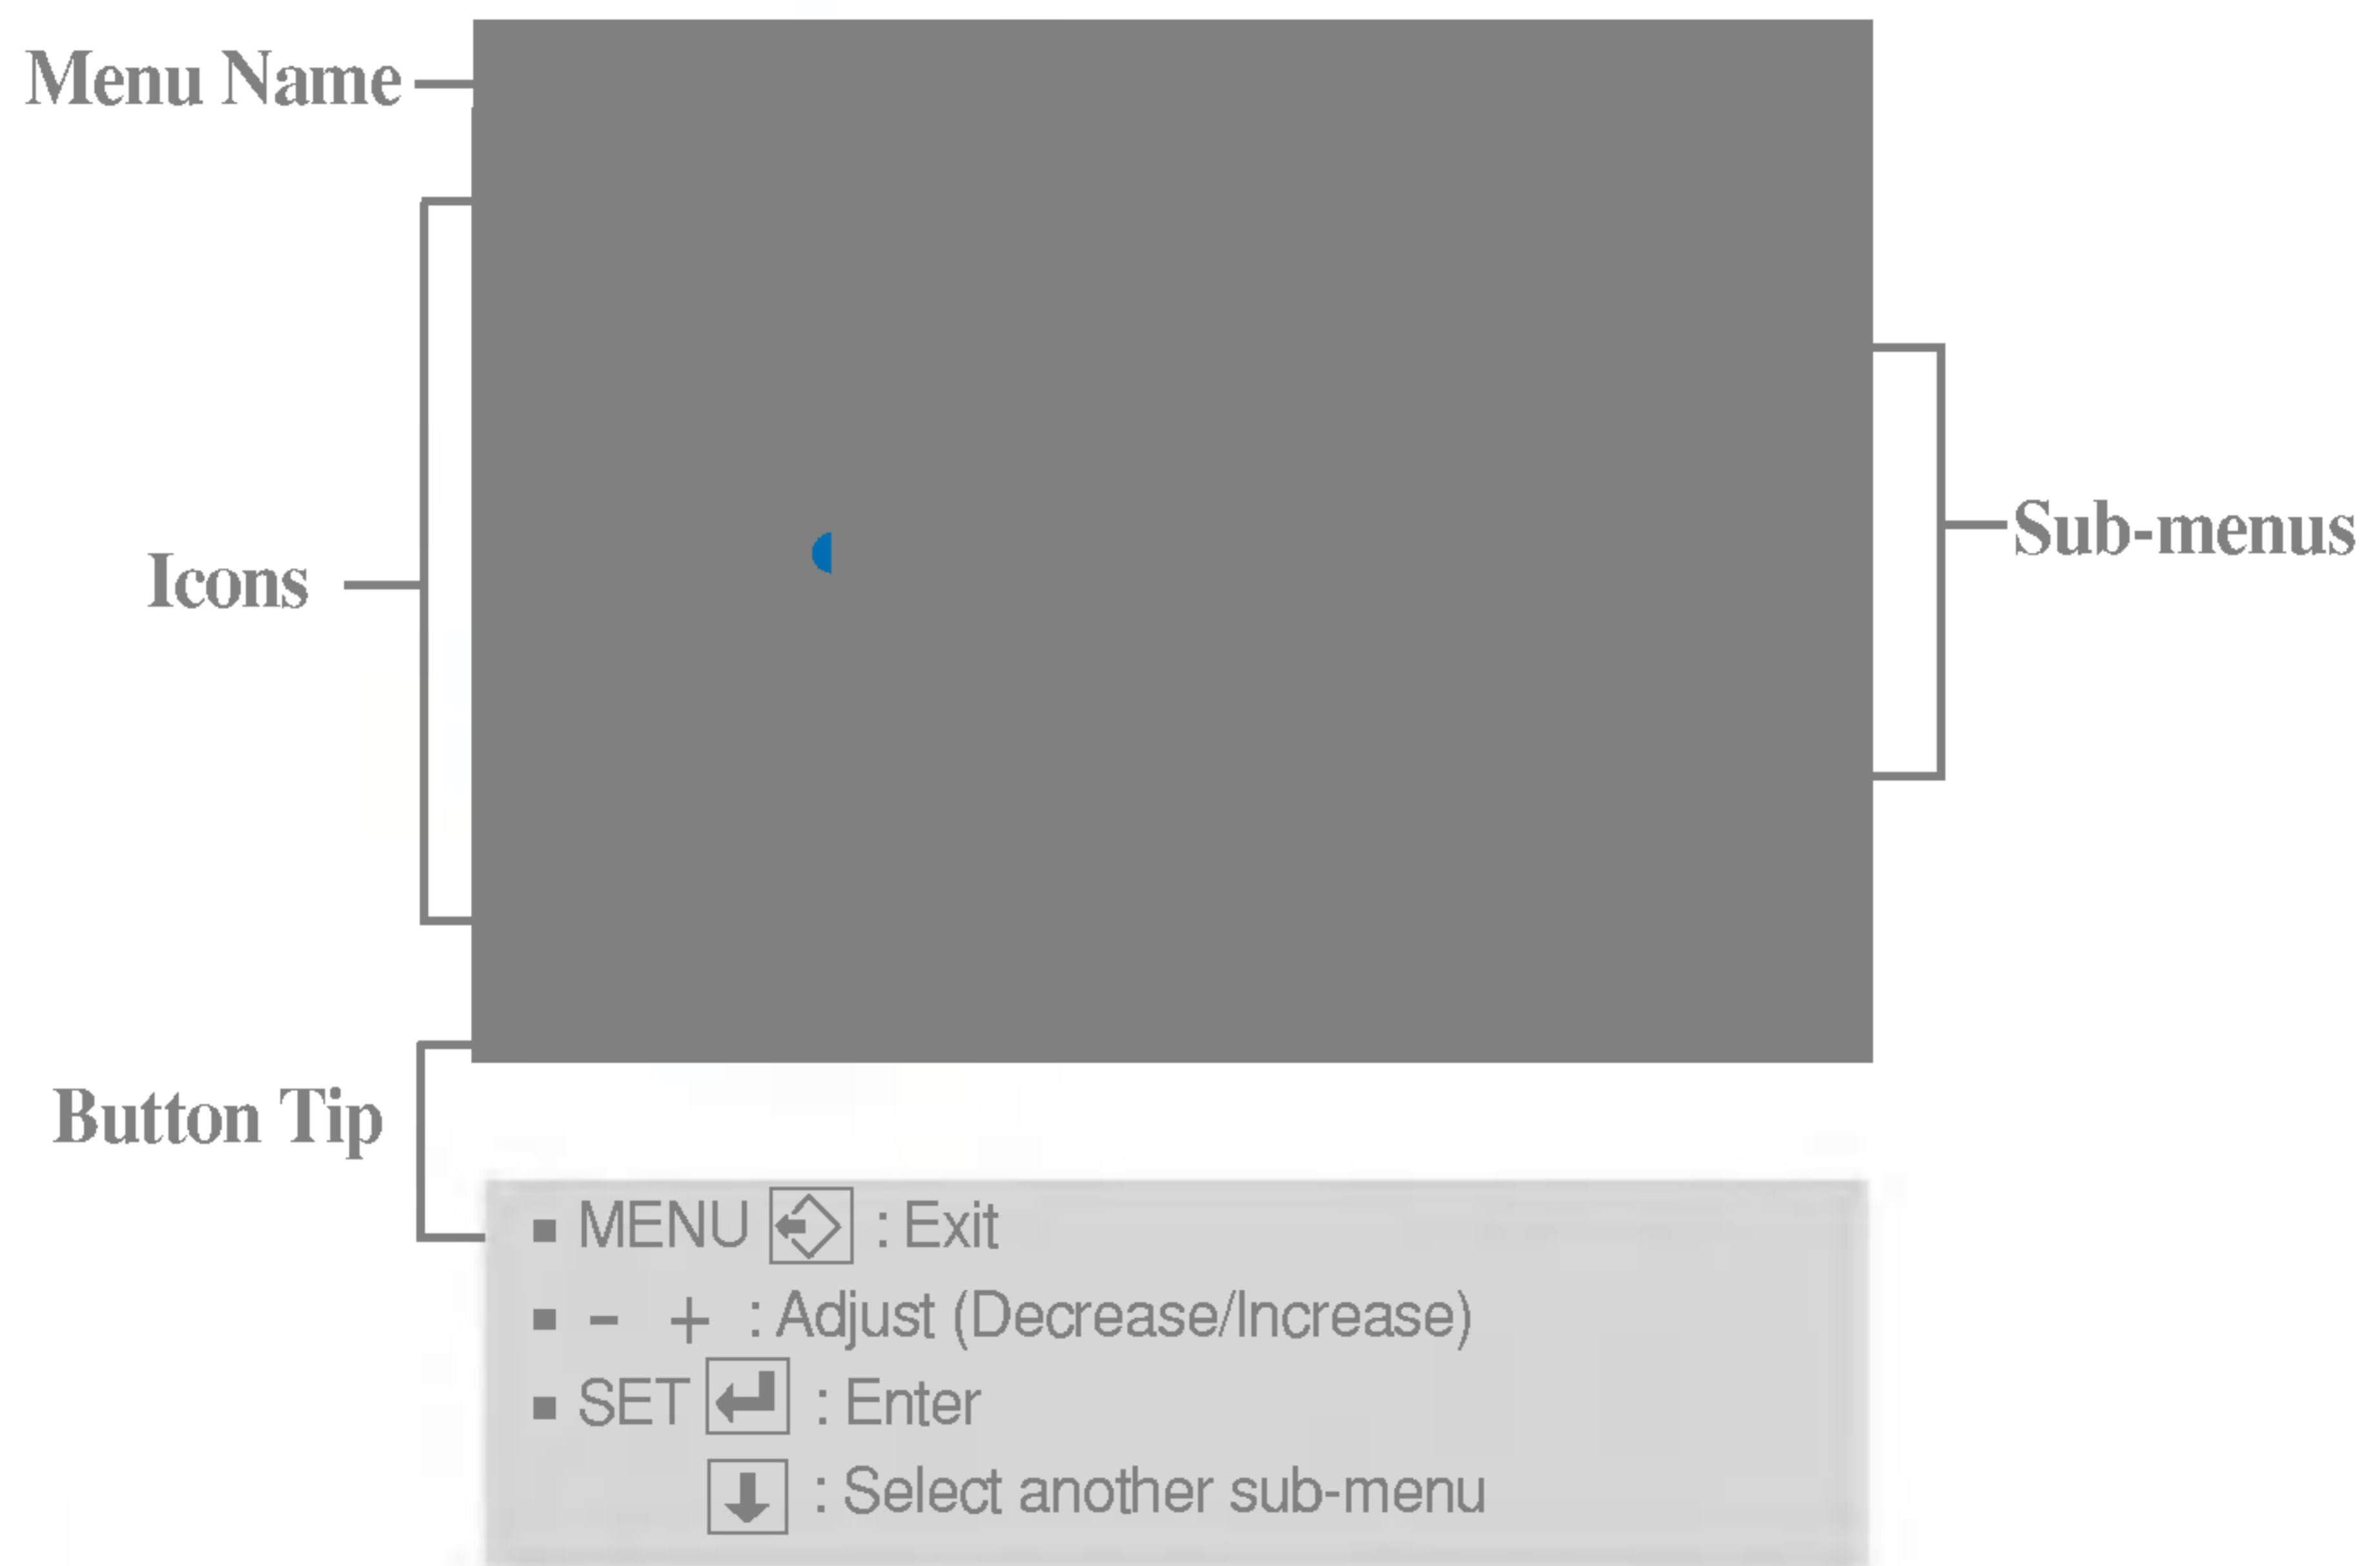 Menu Name
Icons
Sub-menus
Button Tip
■ MENU : Exit
■ - + : Adjust (Decrease/Increase)
■ SET : Enter
: Select another sub-menu